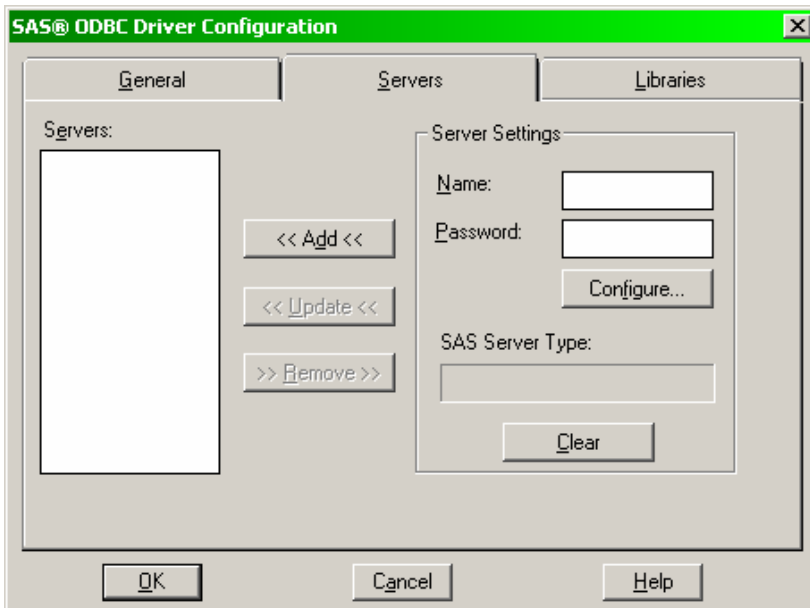 SAS® ODBC Driver Configuration
General
Servers
Libraries
Servers:
<< Add <<
<< Update <<
>> Remove >>
Server Settings
Name:
Password:
Configure...
SAS Server Type:
Clear
OK
Cancel
Help